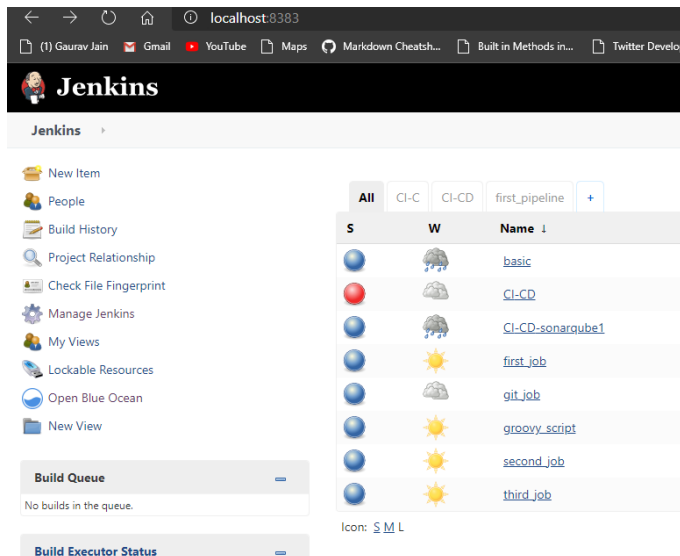 localhost:8383
(1) Gaurav Jain Gmail YouTube Maps Markdown Cheatsh... Built in Methods in... Twitter Develo
Jenkins
Jenkins
New Item
People
Build History
Project Relationship
Check File Fingerprint
Manage Jenkins
My Views
Lockable Resources
Open Blue Ocean
New View
Build Queue
No builds in the queue.
Build Executor Status
All CI-C CI-CD first_pipeline +
S W Name ↓
basic
CI-CD
CI-CD-sonarqube1
first_job
git_job
groovy_script
second_job
third_job
Icon: S M L